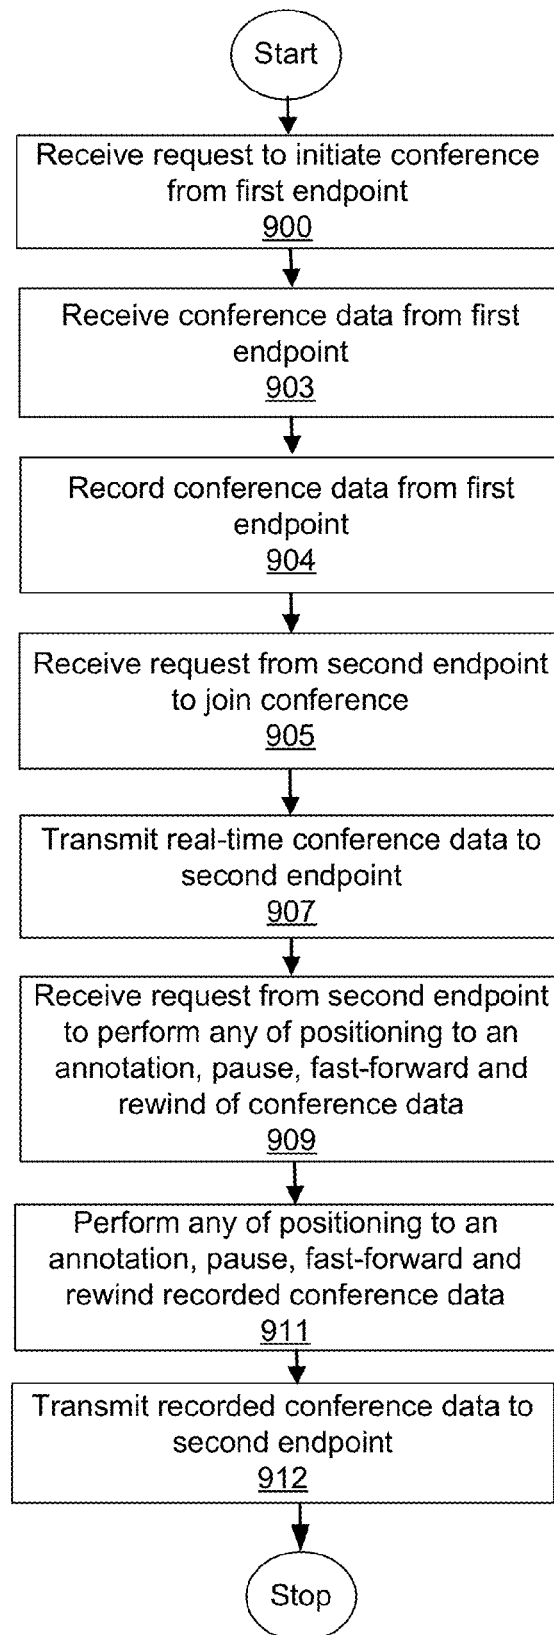 Start
Receive request to initiate conference
from first endpoint
900
Receive conference data from first
endpoint
903
Record conference data from first
endpoint
904
Receive request from second endpoint
to join conference
905
Transmit real-time conference data to
second endpoint
907
Receive request from second endpoint
to perform any of positioning to an
annotation, pause, fast-forward and
rewind of conference data
909
Perform any of positioning to an
annotation, pause, fast-forward and
rewind recorded conference data
911
Transmit recorded conference data to
second endpoint
912
Stop